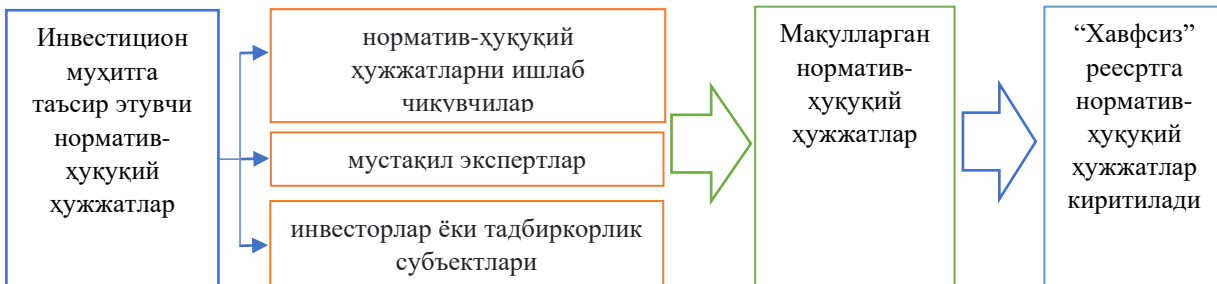 Инвестицион
муҳитга
таъсир этувчи
норматив-
ҳуқуқий
ҳужжатлар
норматив-ҳуқуқий
ҳужжатларни ишлаб
чиқувчилар
мустақил экспертлар
инвесторлар ёки тадбиркорлик
субъектлари
Мақулларган
норматив-
ҳуқуқий
ҳужжатлар
“Хавфсиз”
реесртга
норматив-
ҳуқуқий
ҳужжатлар
киритилади